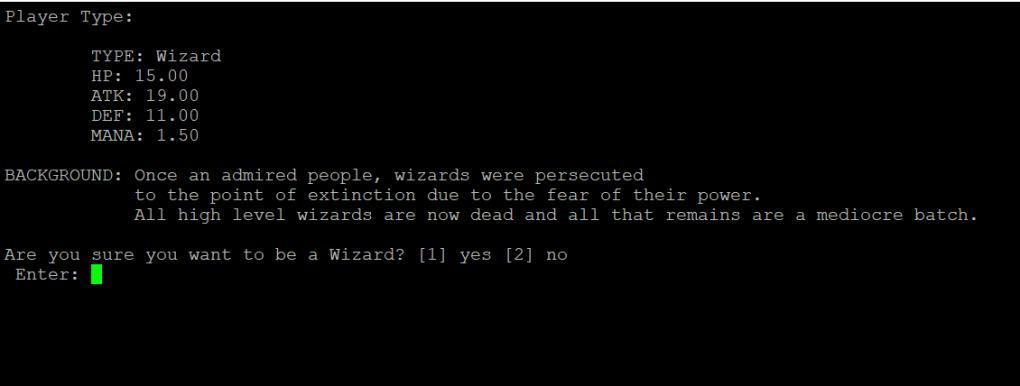 Player Type:
TYPE: Wizard
HP: 15.00
ATK: 19.00
DEF: 11.00
MANA: 1.50
BACKGROUND: Once an admired people, wizards were persecuted
to the point of extinction due to the fear of their power.
All high level wizards are now dead and all that remains are a mediocre batch.
Are you sure you want to be a Wizard? [1] yes [2] no
Enter: